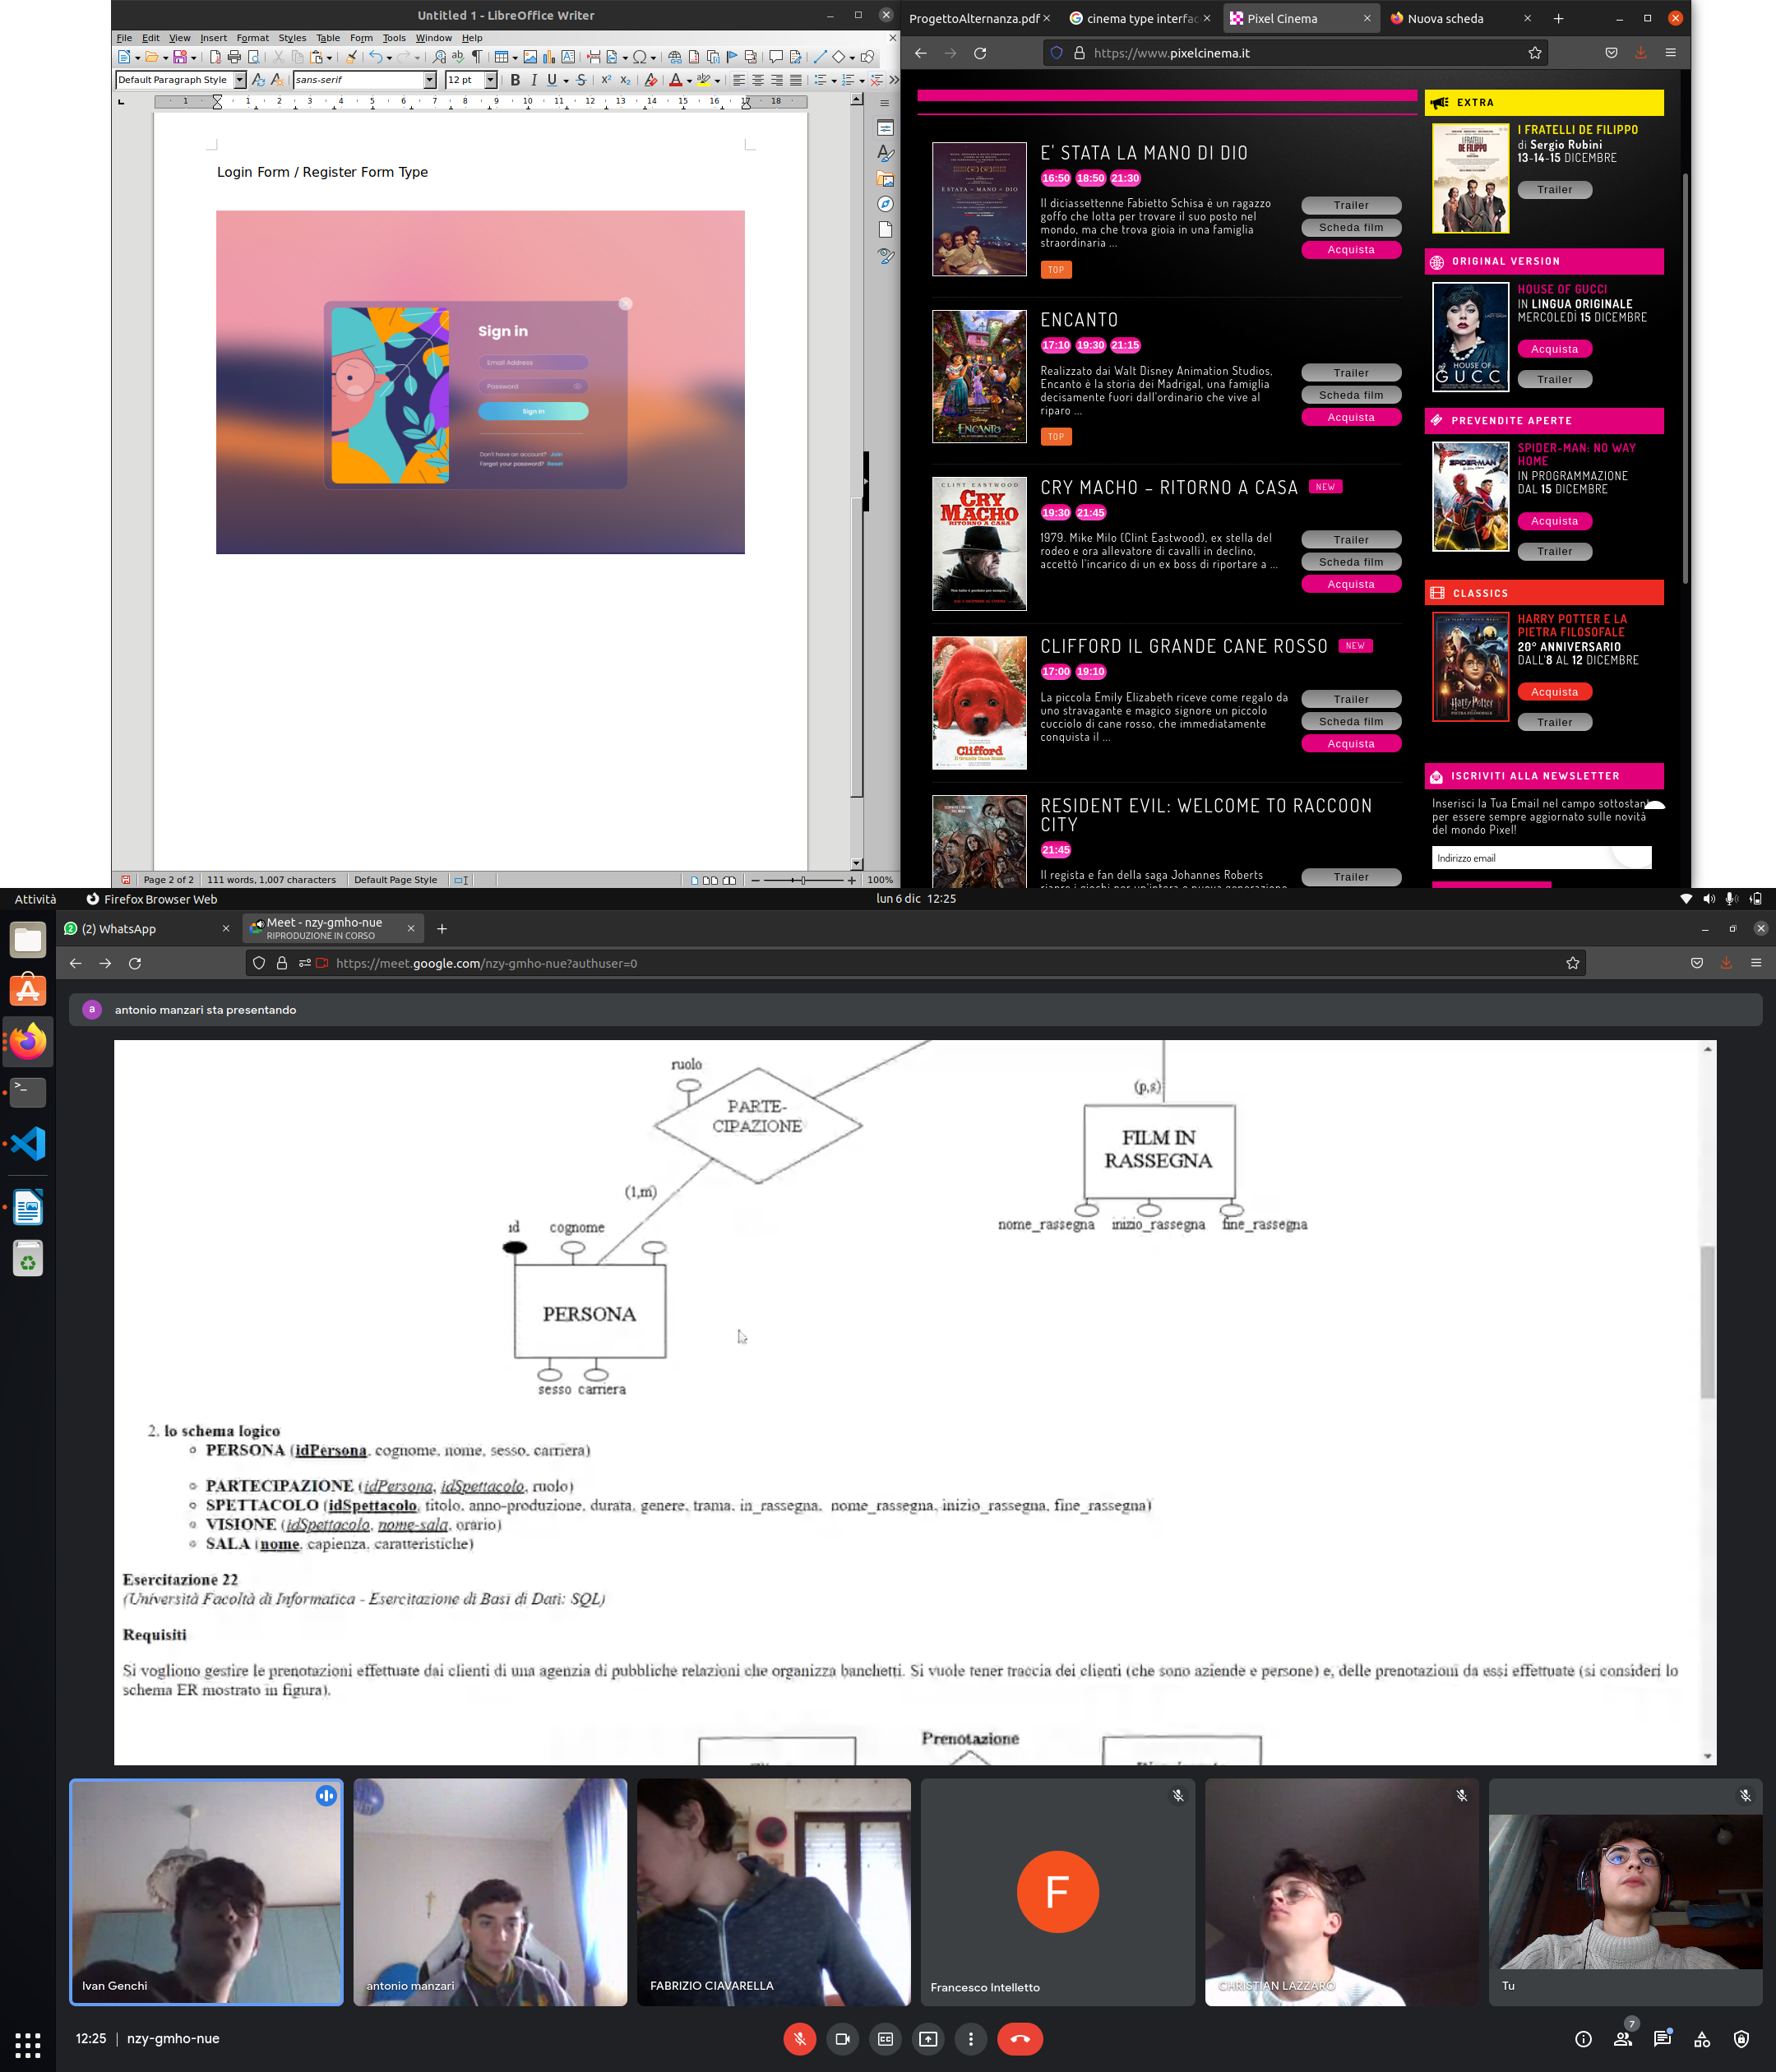 Untitled 1 - LibreOffice Writer
File Edit View Insert Format Styles Table Form Tools Window Help
Default Paragraph Style
sans-serif
12 pt
Login Form / Register Form Type
Sign in
Email Address
Password
Sign in
Don't have an account? Join
Forgot your password? Reset
Page 2 of 2
111 words, 1,007 characters
Default Page Style
100%
ProgettoAlternanza.pdf
cinema type interfac
Pixel Cinema
Nuova scheda
https://www.pixelcinema.it
E' STATA LA MANO DI DIO
16:50 18:50 21:30
Il diciassettenne Fabietto Schisa è un ragazzo
goffo che lotta per trovare il suo posto nel
mondo, ma che trova gioia in una famiglia
straordinaria ...
TOP
Trailer
Scheda film
Acquista
ENCANTO
17:10 19:30 21:15
Realizzato dai Walt Disney Animation Studios,
Encanto è la storia dei Madrigal, una famiglia
decisamente fuori dall'ordinario che vive al
riparo ...
TOP
Trailer
Scheda film
Acquista
CLINT EASTWOOD
CRY
MACHO
RITORNO A CASA
CRY MACHO – RITORNO A CASA NEW
19:30 21:45
1979. Mike Milo (Clint Eastwood), ex stella del
rodeo e ora allevatore di cavalli in declino,
accettò l'incarico di un ex boss di riportare a ...
Trailer
Scheda film
Acquista
Clifford
CLIFFORD IL GRANDE CANE ROSSO NEW
17:00 19:10
La piccola Emily Elizabeth riceve come regalo da
uno stravagante e magico signore un piccolo
cucciolo di cane rosso, che immediatamente
conquista il ...
Trailer
Scheda film
Acquista
RESIDENT EVIL: WELCOME TO RACCOON
CITY
21:45
Il regista e fan della saga Johannes Roberts
Trailer
EXTRA
I FRATELLI DE FILIPPO
di Sergio Rubini
13-14-15 DICEMBRE
Trailer
ORIGINAL VERSION
HOUSE OF GUCCI
IN LINGUA ORIGINALE
MERCOLEDÌ 15 DICEMBRE
Acquista
Trailer
PREVENDITE APERTE
SPIDER-MAN: NO WAY
HOME
IN PROGRAMMAZIONE
DAL 15 DICEMBRE
Acquista
Trailer
CLASSICS
HARRY POTTER E LA
PIETRA FILOSOFALE
20° ANNIVERSARIO
DALL'8 AL 12 DICEMBRE
Acquista
Trailer
ISCRIVITI ALLA NEWSLETTER
Inserisci la Tua Email nel campo sottostante
per essere sempre aggiornato sulle novità
del mondo Pixel!
Indirizzo email
Attività
Firefox Browser Web
lun 6 dic 12:25
(2) WhatsApp
Meet - nzy-gmho-nue
RIPRODUZIONE IN CORSO
https://meet.google.com/nzy-gmho-nue?authuser=0
a antonio manzari sta presentando
ruolo
PARTE-
CIPAZIONE
(p,s)
FILM IN
RASSEGNA
nome_rassegna inizio_rassegna fine_rassegna
(1,m)
id cognome
PERSONA
sesso carriera
2. lo schema logico
PERSONA (idPersona, cognome, nome, sesso, carriera)
PARTECIPAZIONE (idPersona, idSpettacolo, ruolo)
SPETTACOLO (idSpettacolo, titolo, anno-produzione, durata, genere, trama, in_rassegna, nome_rassegna, inizio_rassegna, fine_rassegna)
VISIONE (idSpettacolo, nome-sala, orario)
SALA (nome, capienza, caratteristiche)
Esercitazione 22
(Università Facoltà di Informatica - Esercitazione di Basi di Dati: SQL)
Requisiti
Si vogliono gestire le prenotazioni effettuate dai clienti di una agenzia di pubbliche relazioni che organizza banchetti. Si vuole tener traccia dei clienti (che sono aziende e persone) e, delle prenotazioni da essi effettuate (si consideri lo
schema ER mostrato in figura).
Prenotazione
Ivan Genchi
antonio manzari
FABRIZIO CIAVARELLA
F
Francesco Intelletto
CHRISTIAN LAZZARO
Tu
12:25 | nzy-gmho-nue
7